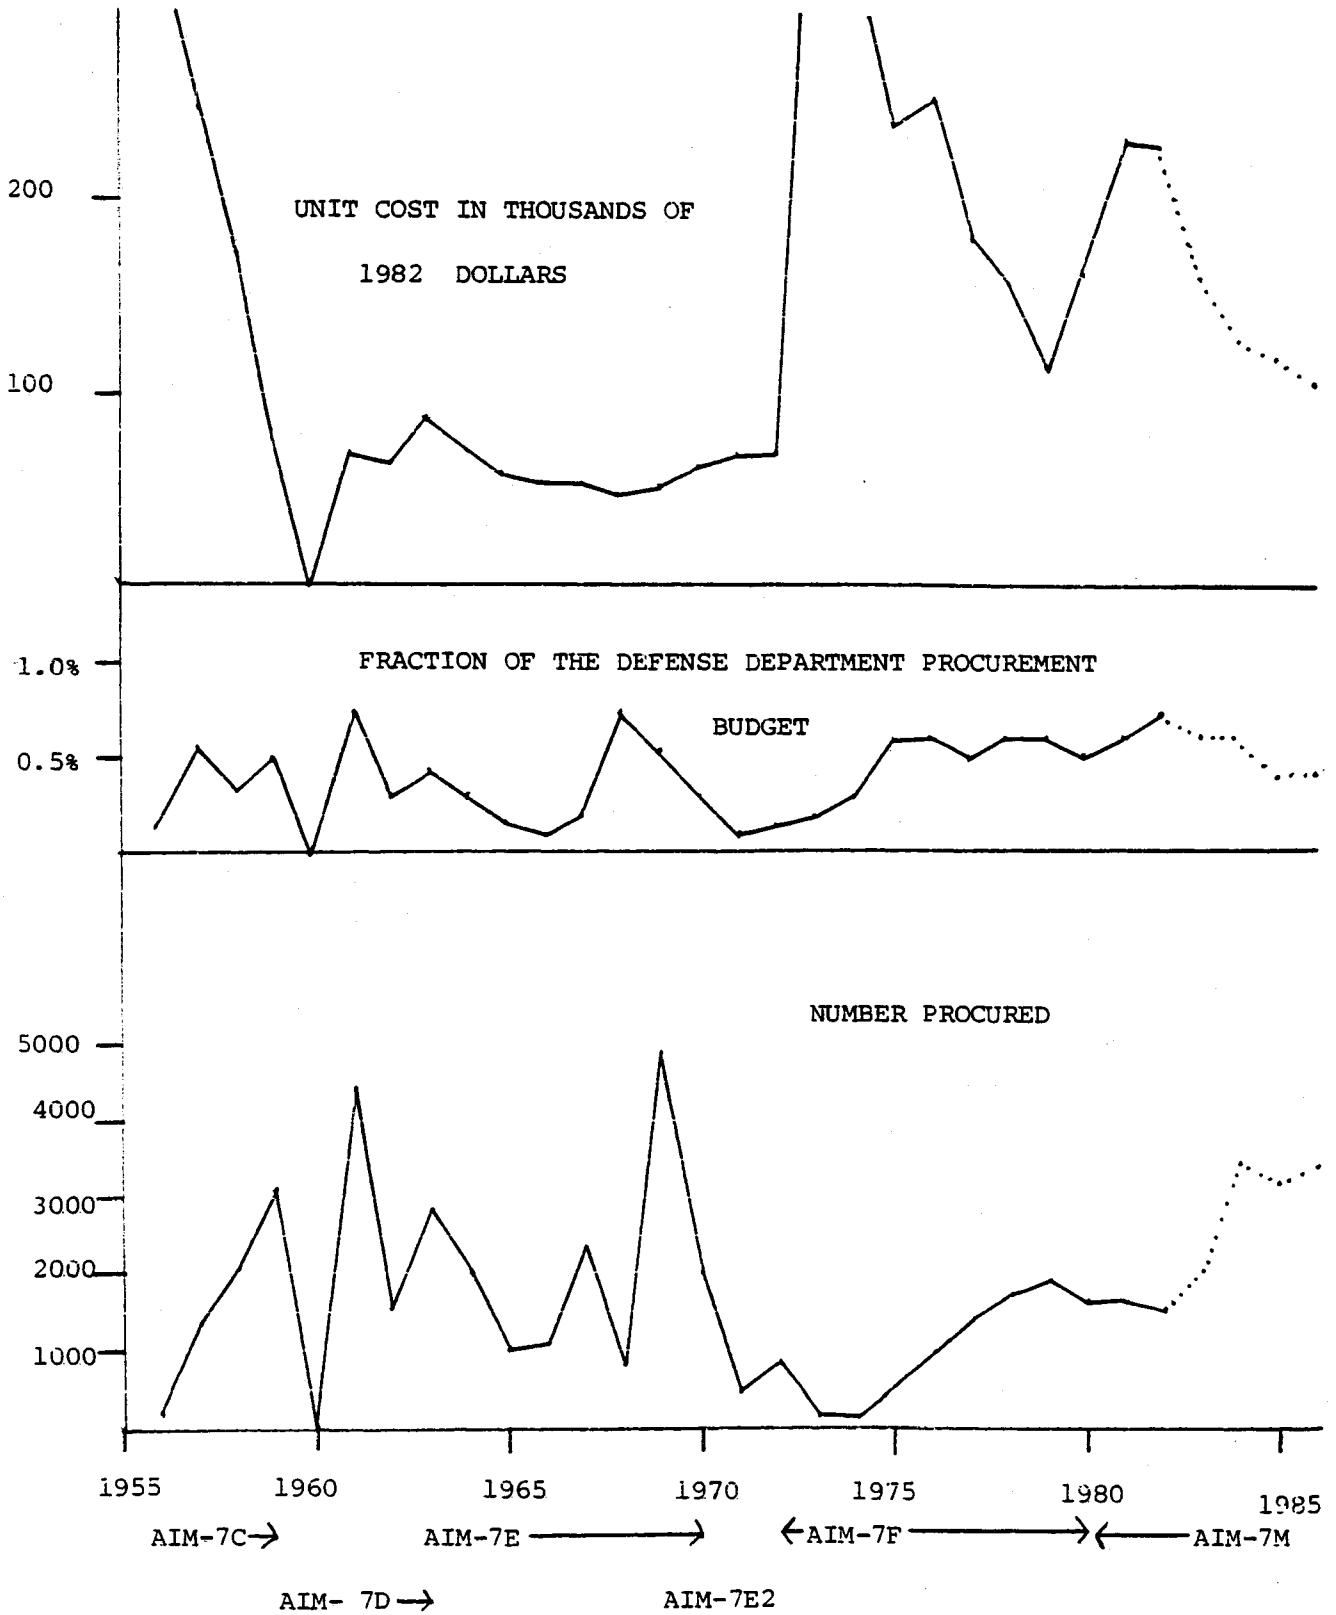 200
UNIT COST IN THOUSANDS OF
1982 DOLLARS
100
1.0%
FRACTION OF THE DEFENSE DEPARTMENT PROCUREMENT
BUDGET
0.5%
NUMBER PROCURED
5000
4000
3000
2000
1000
1955 1960 1965 1970 1975 1980 1985
AIM-7C→ AIM-7E → ←AIM-7F → ← AIM-7M
AIM- 7D→ AIM-7E2